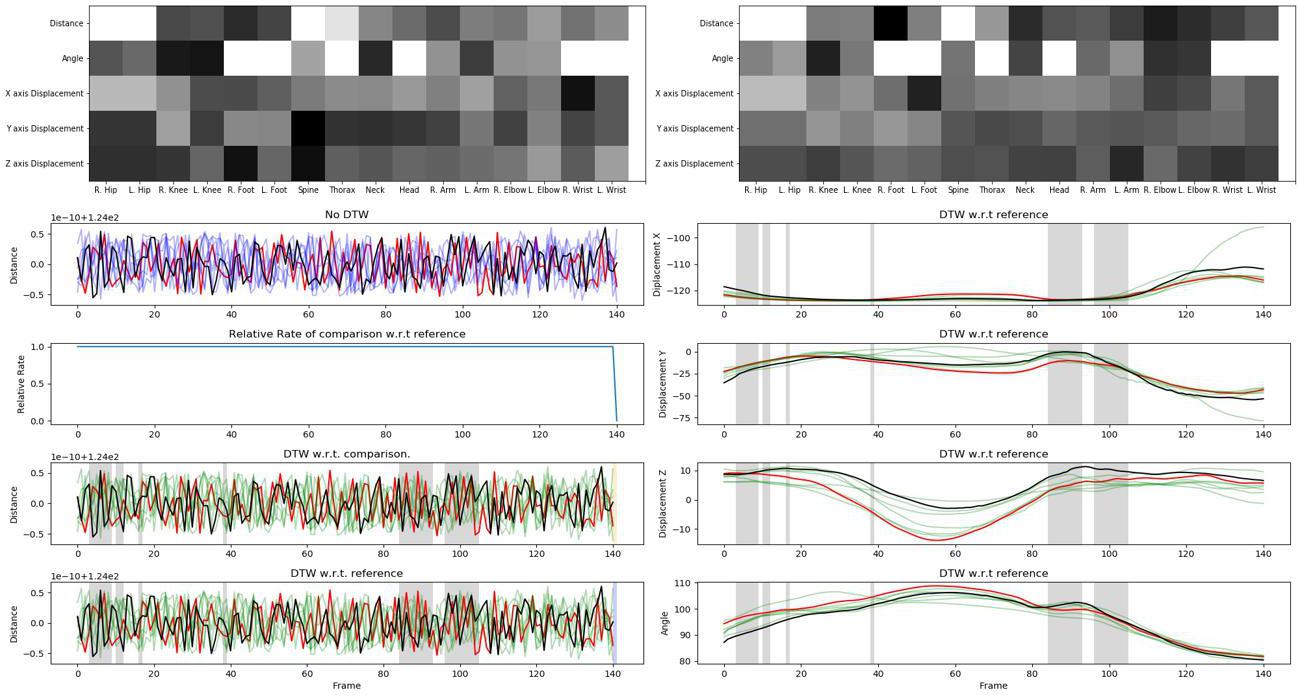 Distance
Angle
X axis Displacement
Y axis Displacement
Z axis Displacement
R. Hip L. Hip R. Knee L. Knee R. Foot L. Foot Spine Thorax Neck Head R. Arm L. Arm R. Elbow L. Elbow R. Wrist L. Wrist
Distance
Angle
X axis Displacement
Y axis Displacement
Z axis Displacement
R. Hip L. Hip R. Knee L. Knee R. Foot L. Foot Spine Thorax Neck Head R. Arm L. Arm R. Elbow L. Elbow R. Wrist L. Wrist
No DTW
1e−10+1.24e2
Distance
0.5
0.0
−0.5
0 20 40 60 80 100 120 140
Relative Rate of comparison w.r.t reference
Relative Rate
1.0
0.5
0.0
0 20 40 60 80 100 120 140
DTW w.r.t. comparison.
1e−10+1.24e2
Distance
0.5
0.0
−0.5
0 20 40 60 80 100 120 140
DTW w.r.t. reference
1e−10+1.24e2
Distance
0.5
0.0
−0.5
0 20 40 60 80 100 120 140
Frame
DTW w.r.t reference
Diplacement X
−100
−110
−120
0 20 40 60 80 100 120 140
DTW w.r.t reference
Displacement Y
0
−25
−50
−75
0 20 40 60 80 100 120 140
DTW w.r.t reference
Displacement Z
10
0
−10
0 20 40 60 80 100 120 140
DTW w.r.t reference
Angle
110
100
90
80
0 20 40 60 80 100 120 140
Frame